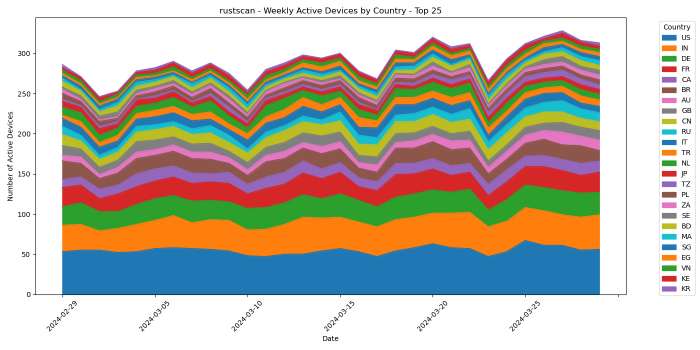 rustscan - Weekly Active Devices by Country - Top 25
Number of Active Devices
300
250
200
150
100
50
0
2024-02-29
2024-03-05
2024-03-10
2024-03-15
2024-03-20
2024-03-25
Date
Country
US
IN
DE
FR
CA
BR
AU
GB
CN
RU
IT
TR
NL
JP
TZ
PL
ZA
SE
BD
MA
SG
EG
VN
KE
KR